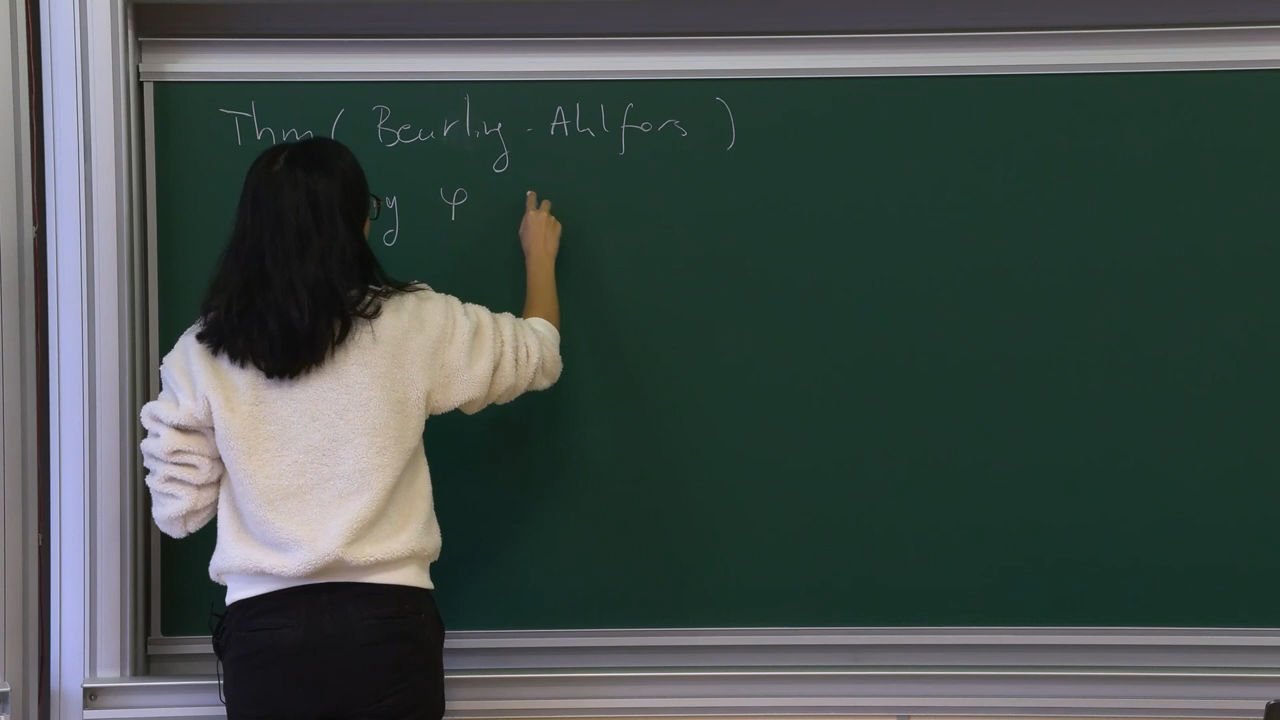 Thm ( Beurling - Ahlfors )
φ